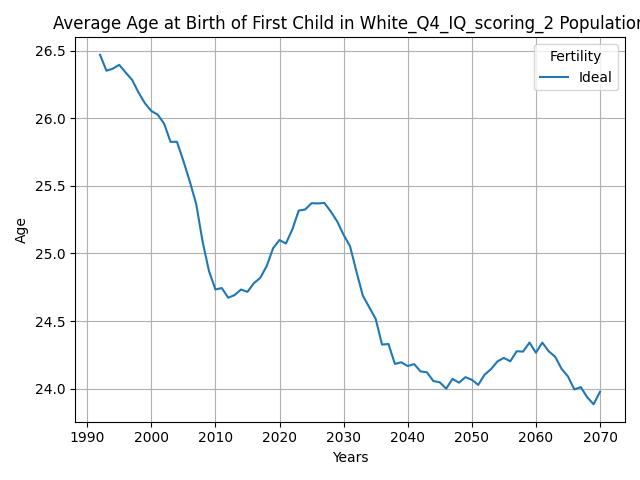 Average Age at Birth of First Child in White_Q4_IQ_scoring_2 Population
Fertility
Ideal
26.5
26.0
25.5
25.0
24.5
24.0
Age
1990 2000 2010 2020 2030 2040 2050 2060 2070
Years